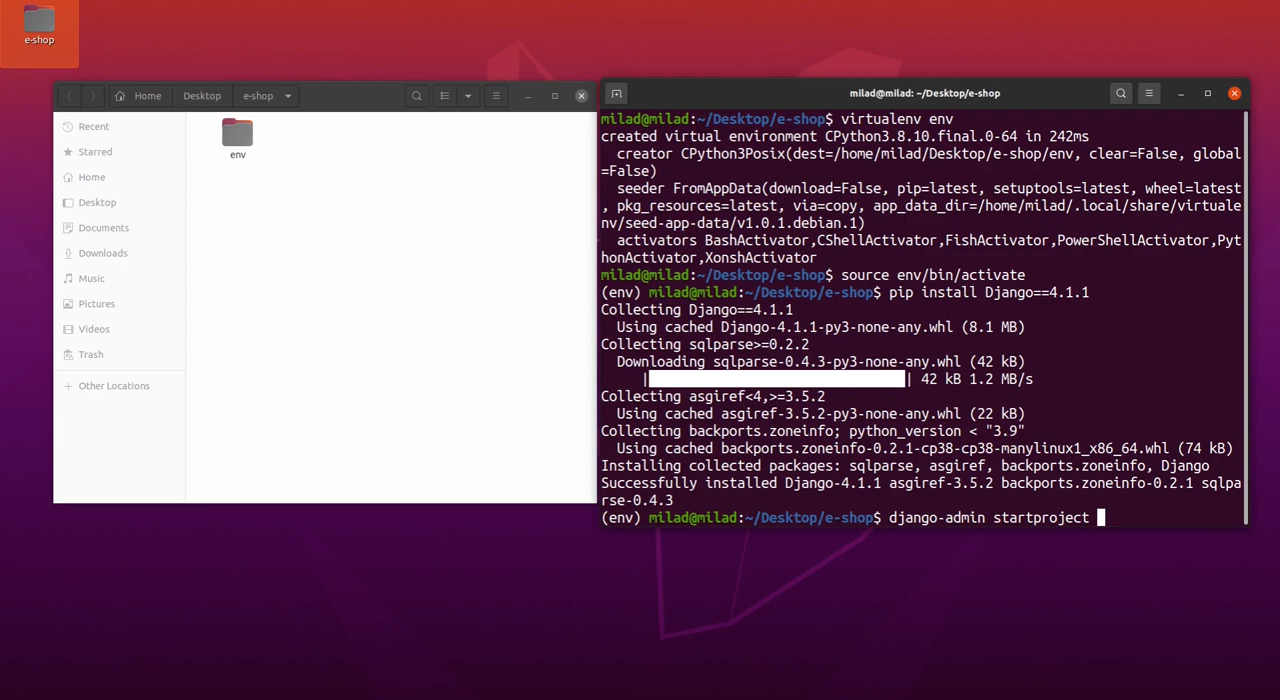 e-shop
Home
Desktop
e-shop
Recent
Starred
Home
Desktop
Documents
Downloads
Music
Pictures
Videos
Trash
Other Locations
env
milad@milad: ~/Desktop/e-shop
milad@milad:~/Desktop/e-shop$ virtualenv env
created virtual environment CPython3.8.10.final.0-64 in 242ms
  creator CPython3Posix(dest=/home/milad/Desktop/e-shop/env, clear=False, global
=False)
  seeder FromAppData(download=False, pip=latest, setuptools=latest, wheel=latest
, pkg_resources=latest, via=copy, app_data_dir=/home/milad/.local/share/virtuale
nv/seed-app-data/v1.0.1.debian.1)
  activators BashActivator,CShellActivator,FishActivator,PowerShellActivator,Pyt
honActivator,XonshActivator
milad@milad:~/Desktop/e-shop$ source env/bin/activate
(env) milad@milad:~/Desktop/e-shop$ pip install Django==4.1.1
Collecting Django==4.1.1
  Using cached Django-4.1.1-py3-none-any.whl (8.1 MB)
Collecting sqlparse>=0.2.2
  Downloading sqlparse-0.4.3-py3-none-any.whl (42 kB)
| | 42 kB 1.2 MB/s
Collecting asgiref<4,>=3.5.2
  Using cached asgiref-3.5.2-py3-none-any.whl (22 kB)
Collecting backports.zoneinfo; python_version < "3.9"
  Using cached backports.zoneinfo-0.2.1-cp38-cp38-manylinux1_x86_64.whl (74 kB)
Installing collected packages: sqlparse, asgiref, backports.zoneinfo, Django
Successfully installed Django-4.1.1 asgiref-3.5.2 backports.zoneinfo-0.2.1 sqlpa
rse-0.4.3
(env) milad@milad:~/Desktop/e-shop$ django-admin startproject